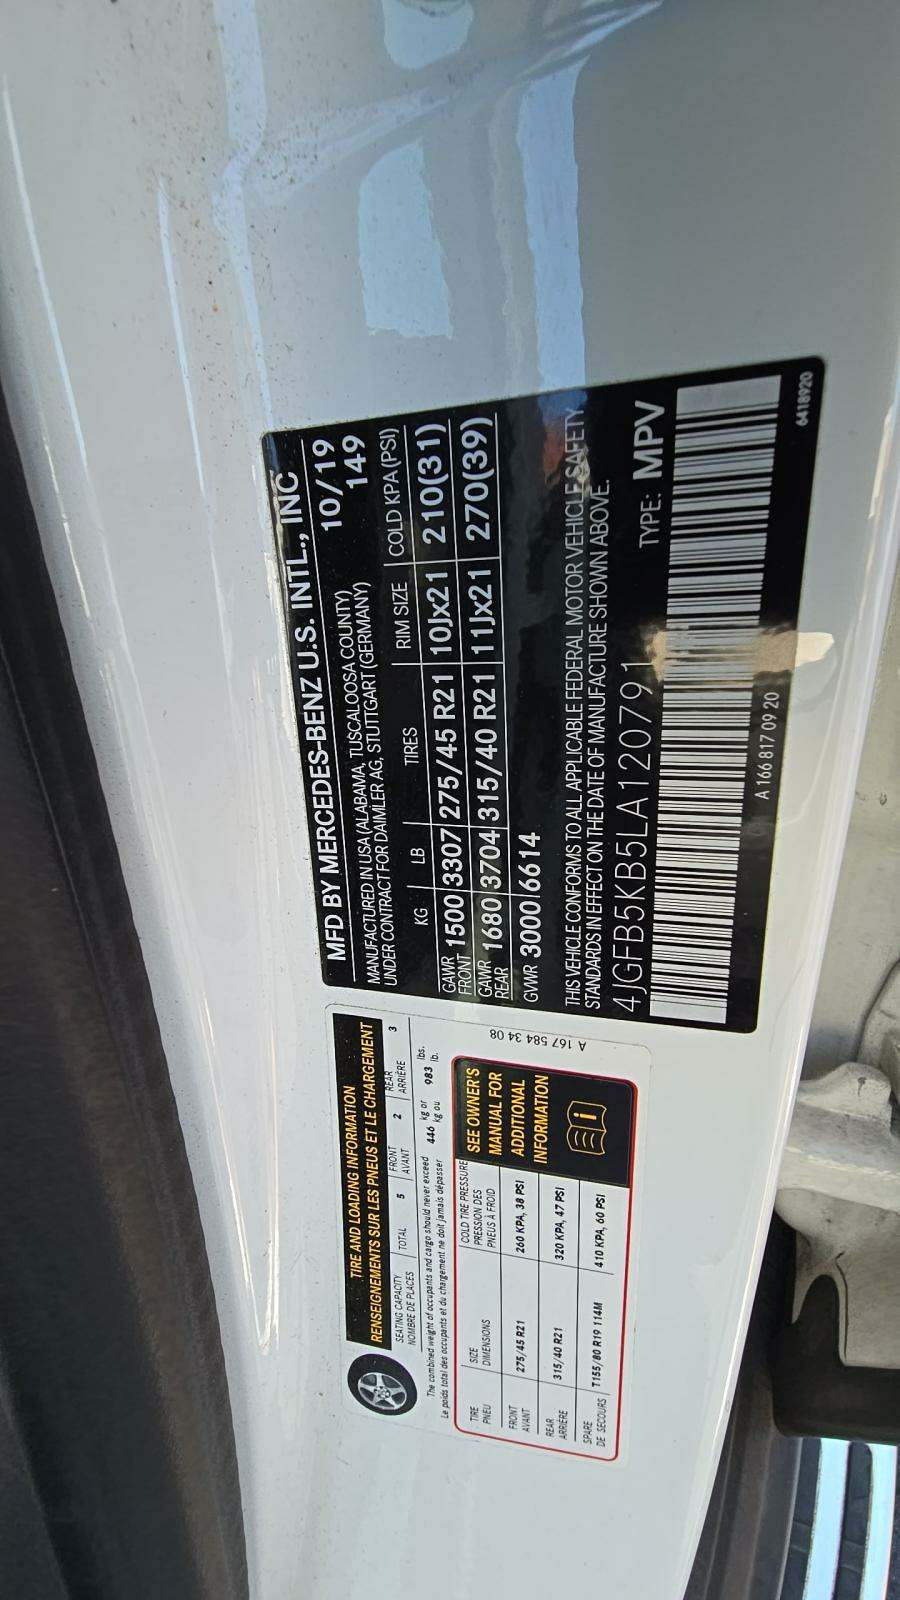 MFD BY MERCEDES-BENZ U.S. INTL., INC
MANUFACTURED IN USA (ALABAMA, TUSCALOOSA COUNTY) 10/19
UNDER CONTRACT FOR DAIMLER AG, STUTTGART (GERMANY) 149
KG LB TIRES RIM SIZE COLD KPA (PSI)
GAWR FRONT 1500 3307 275/45 R21 10Jx21 210(31)
GAWR REAR 1680 3704 315/40 R21 11Jx21 270(39)
GVWR 3000 6614
THIS VEHICLE CONFORMS TO ALL APPLICABLE FEDERAL MOTOR VEHICLE SAFETY
STANDARDS IN EFFECT ON THE DATE OF MANUFACTURE SHOWN ABOVE.
4JGFB5KB5LA120791 TYPE: MPV
A 166 817 09 20
6418920
TIRE AND LOADING INFORMATION
RENSEIGNEMENTS SUR LES PNEUS ET LE CHARGEMENT
SEATING CAPACITY TOTAL 5 FRONT 2 REAR 3
NOMBRE DE PLACES AVANT ARRIÈRE
The combined weight of occupants and cargo should never exceed 446 kg or 983 lbs.
Le poids total des occupants et du chargement ne doit jamais dépasser kg ou lb.
TIRE SIZE COLD TIRE PRESSURE
PNEU DIMENSIONS PRESSION DES
PNEUS À FROID
FRONT 275/45 R21 260 KPA, 38 PSI
AVANT
REAR 315/40 R21 320 KPA, 47 PSI
ARRIÈRE
SPARE T155/80 R19 114M 410 KPA, 60 PSI
DE SECOURS
SEE OWNER'S
MANUAL FOR
ADDITIONAL
INFORMATION
i
A 167 584 34 08